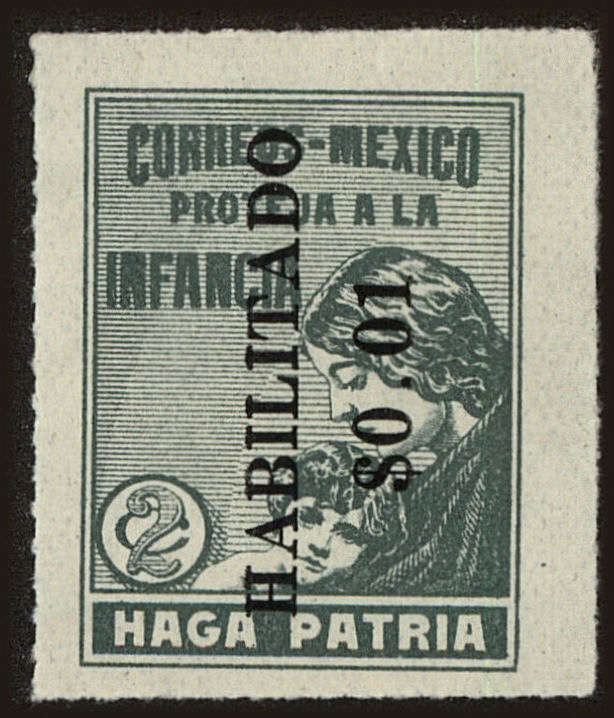 CORREOS-MEXICO
PROTEJA A LA
INFANCIA
HABILITADO
$0.01
2¢
HAGA PATRIA